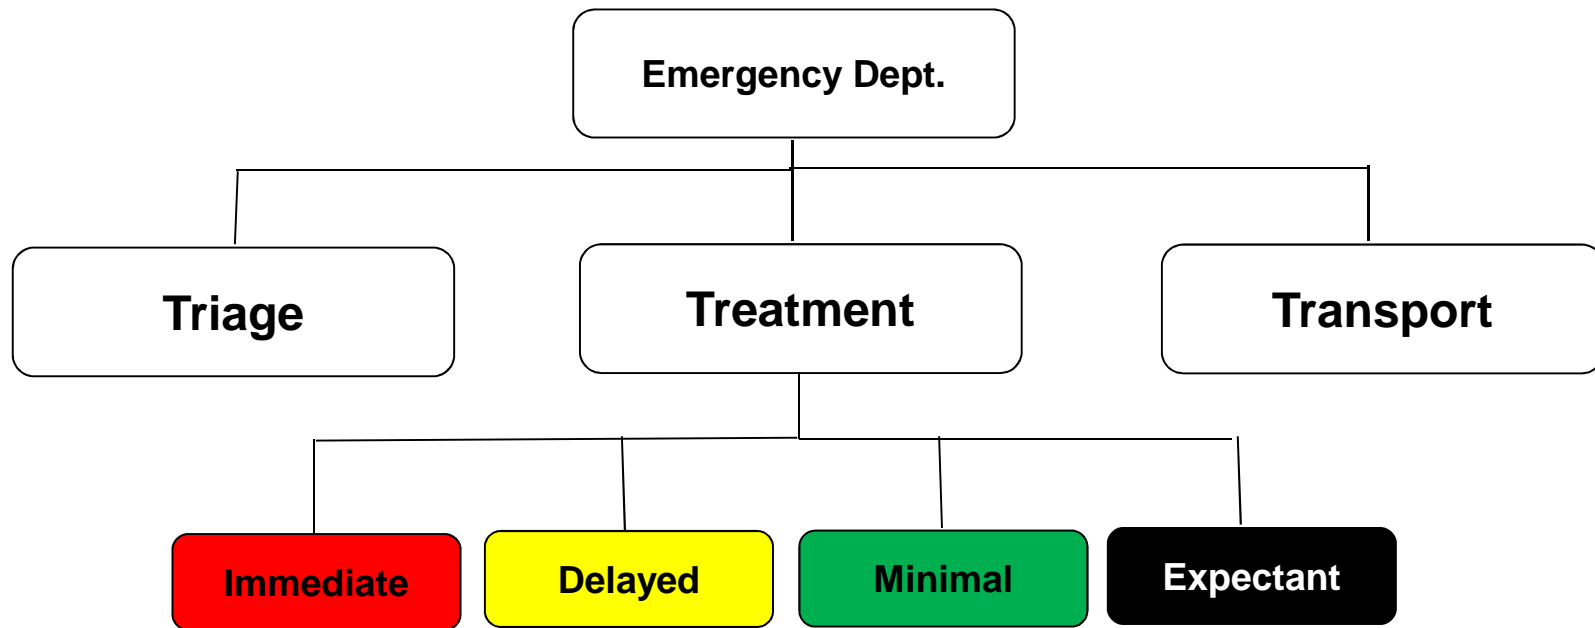 Emergency Dept.
Triage
Treatment
Transport
Immediate
Delayed
Minimal
Expectant